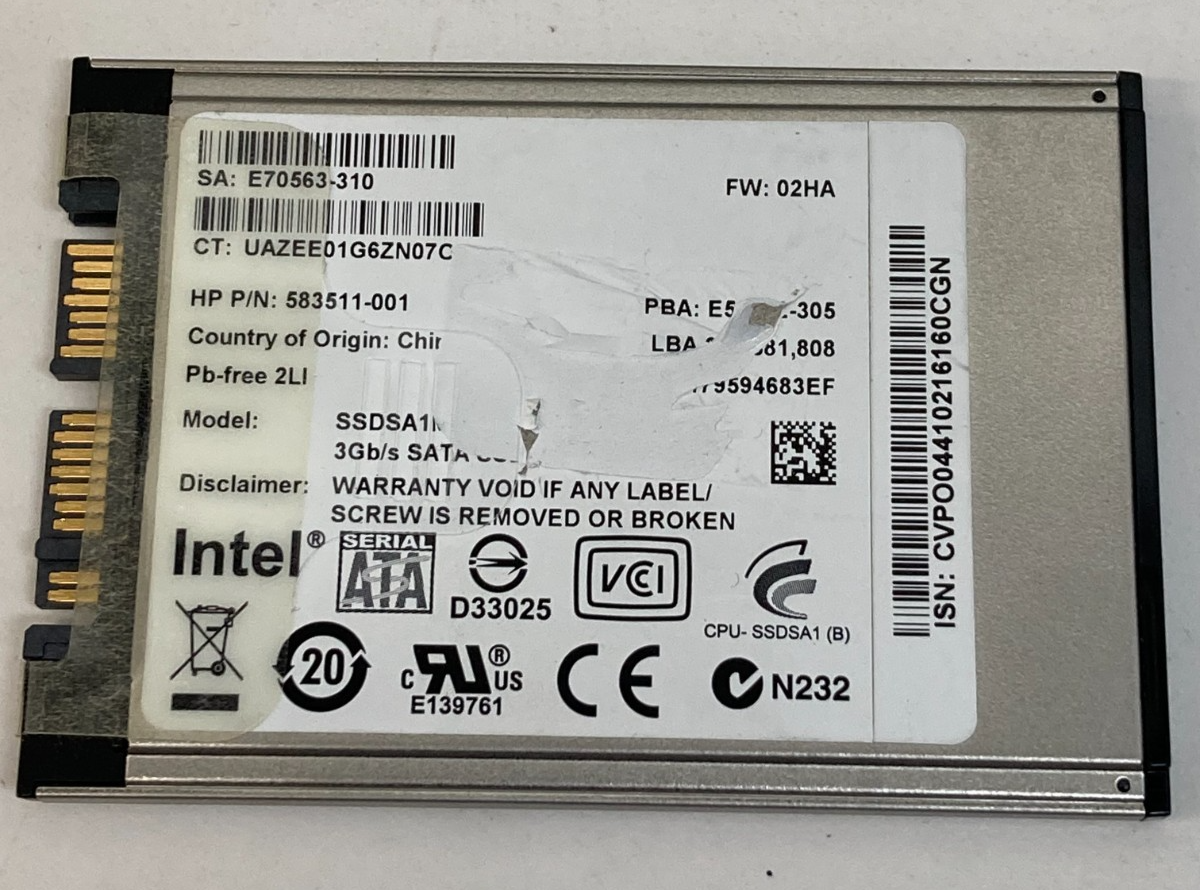 SA: E70563-310
FW: 02HA
CT: UAZEE01G6ZN07C
HP P/N: 583511-001
PBA: E5 -305
Country of Origin:
LBA 81,808
Pb-free 2LI
79594683EF
Model: SSDSA1
3Gb/s SATA
Disclaimer: WARRANTY VOID IF ANY LABEL/
SCREW IS REMOVED OR BROKEN
Intel®
SERIAL
ATA
D33025
VCI
CPU- SSDSA1 (B)
20
c RU ® US
E139761
CE
N232
ISN: CVPO04410216160CGN